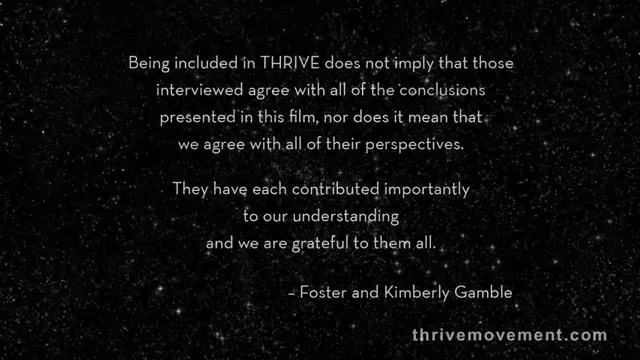 Being included in THRIVE does not imply that those
interviewed agree with all of the conclusions
presented in this film, nor does it mean that
we agree with all of their perspectives.
They have each contributed importantly
to our understanding
and we are grateful to them all.
– Foster and Kimberly Gamble
thrivemovement.com